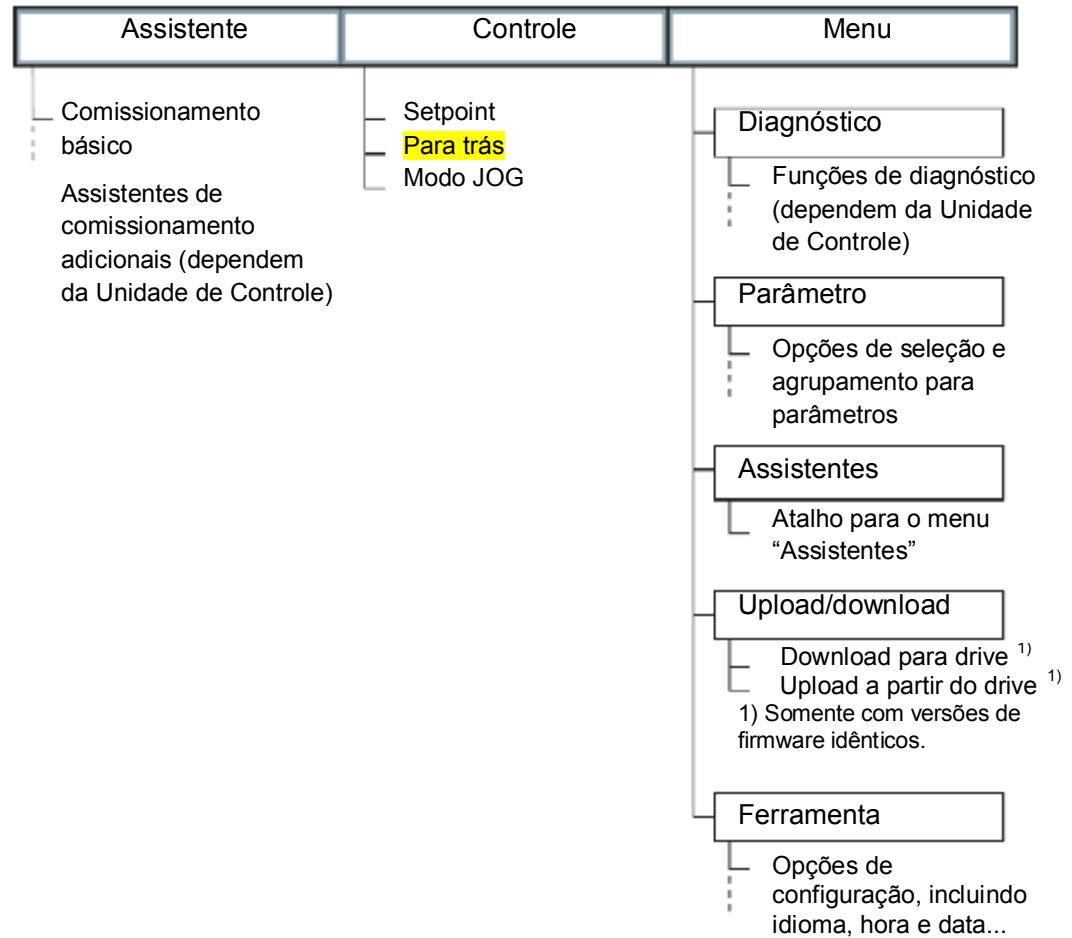 Assistente
Controle
Menu
Comissionamento
básico
Assistentes de
comissionamento
adicionais (dependem
da Unidade de Controle)
Setpoint
Para trás
Modo JOG
Diagnóstico
Funções de diagnóstico
(dependem da Unidade
de Controle)
Parâmetro
Opções de seleção e
agrupamento para
parâmetros
Assistentes
Atalho para o menu
“Assistentes”
Upload/download
Download para drive 1)
Upload a partir do drive 1)
1) Somente com versões de
firmware idênticos.
Ferramenta
Opções de
configuração, incluindo
idioma, hora e data...